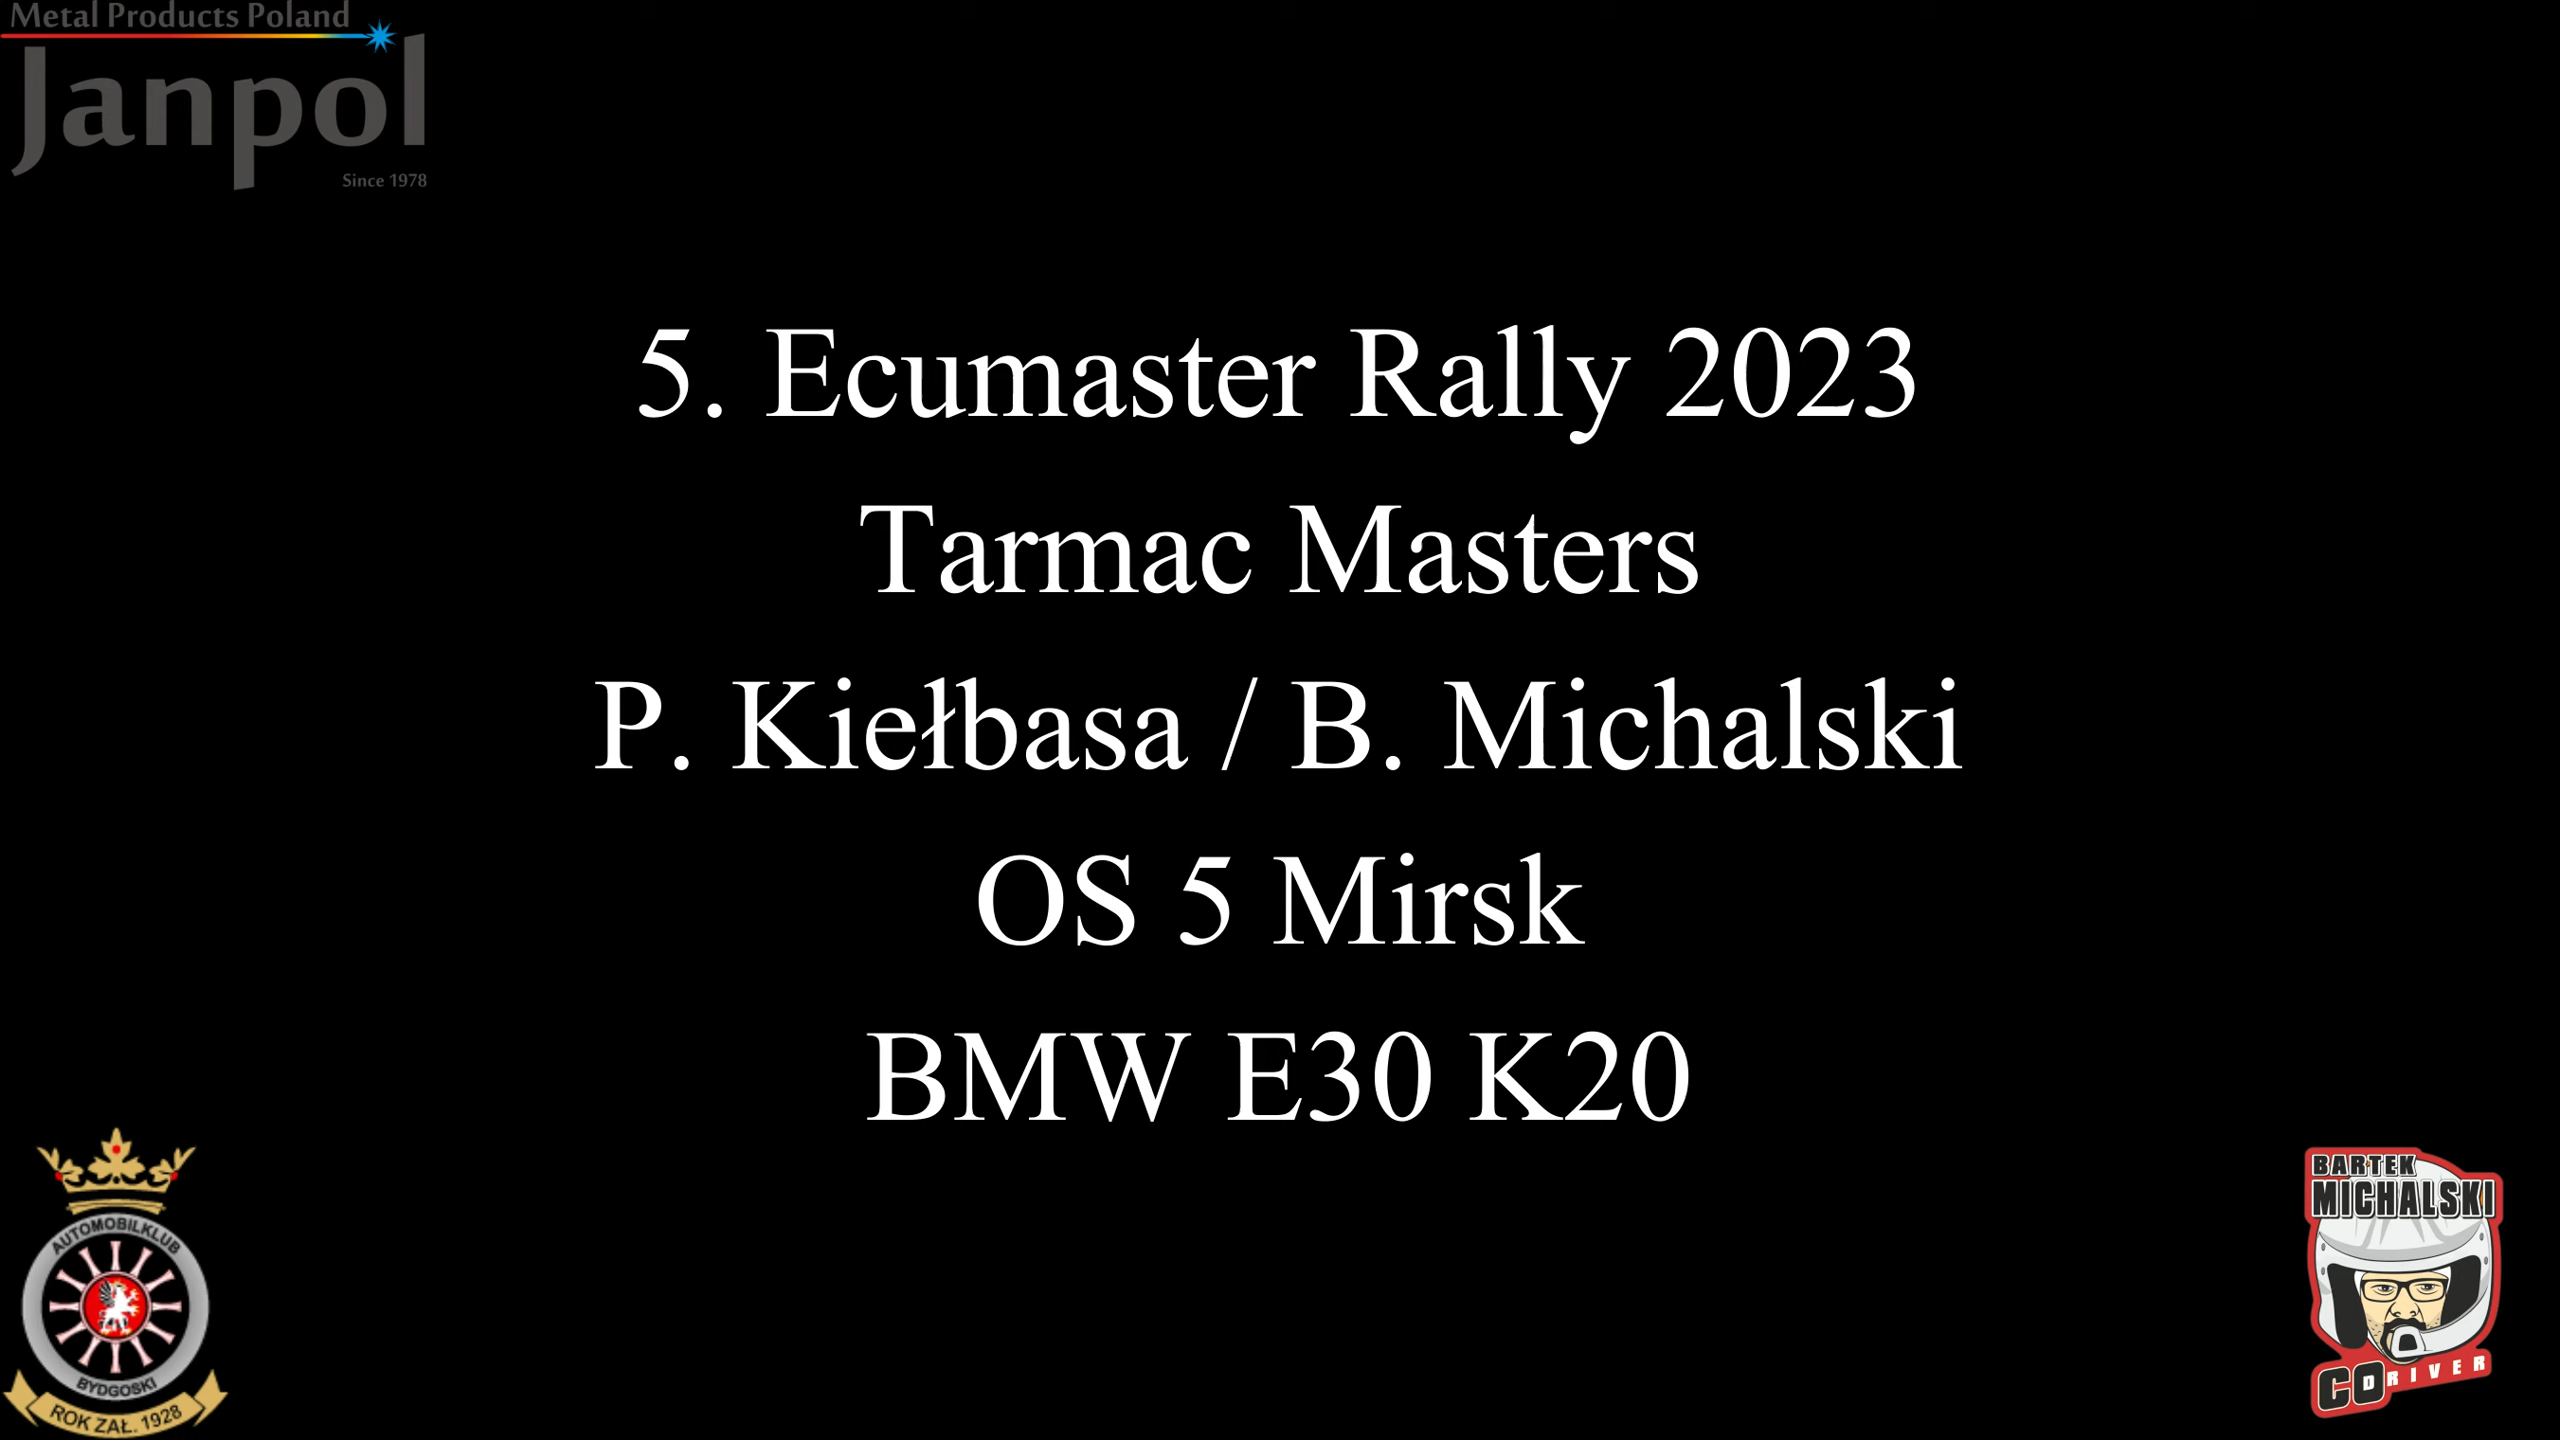 Metal Products Poland
Janpol
Since 1978
5. Ecumaster Rally 2023
Tarmac Masters
P. Kiełbasa / B. Michalski
OS 5 Mirsk
BMW E30 K20
AUTOMOBILKLUB
BYDGOSKI
ROK ZAŁ. 1928
BARTEK
MICHALSKI
CODRIVER